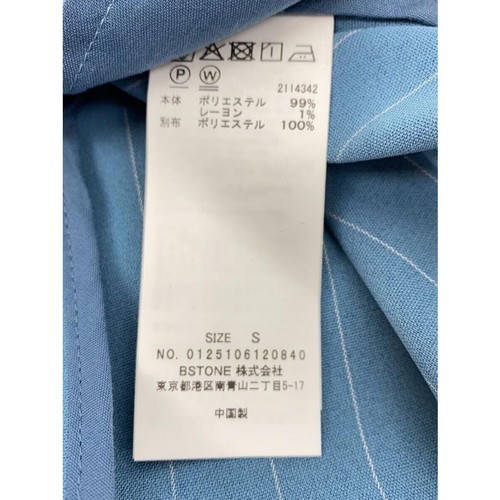 P W
2114342
本体 ポリエステル 99%
レーヨン 1%
別布 ポリエステル 100%
SIZE S
NO. 0125106120840
BSTONE 株式会社
東京都港区南青山二丁目5-17
中国製